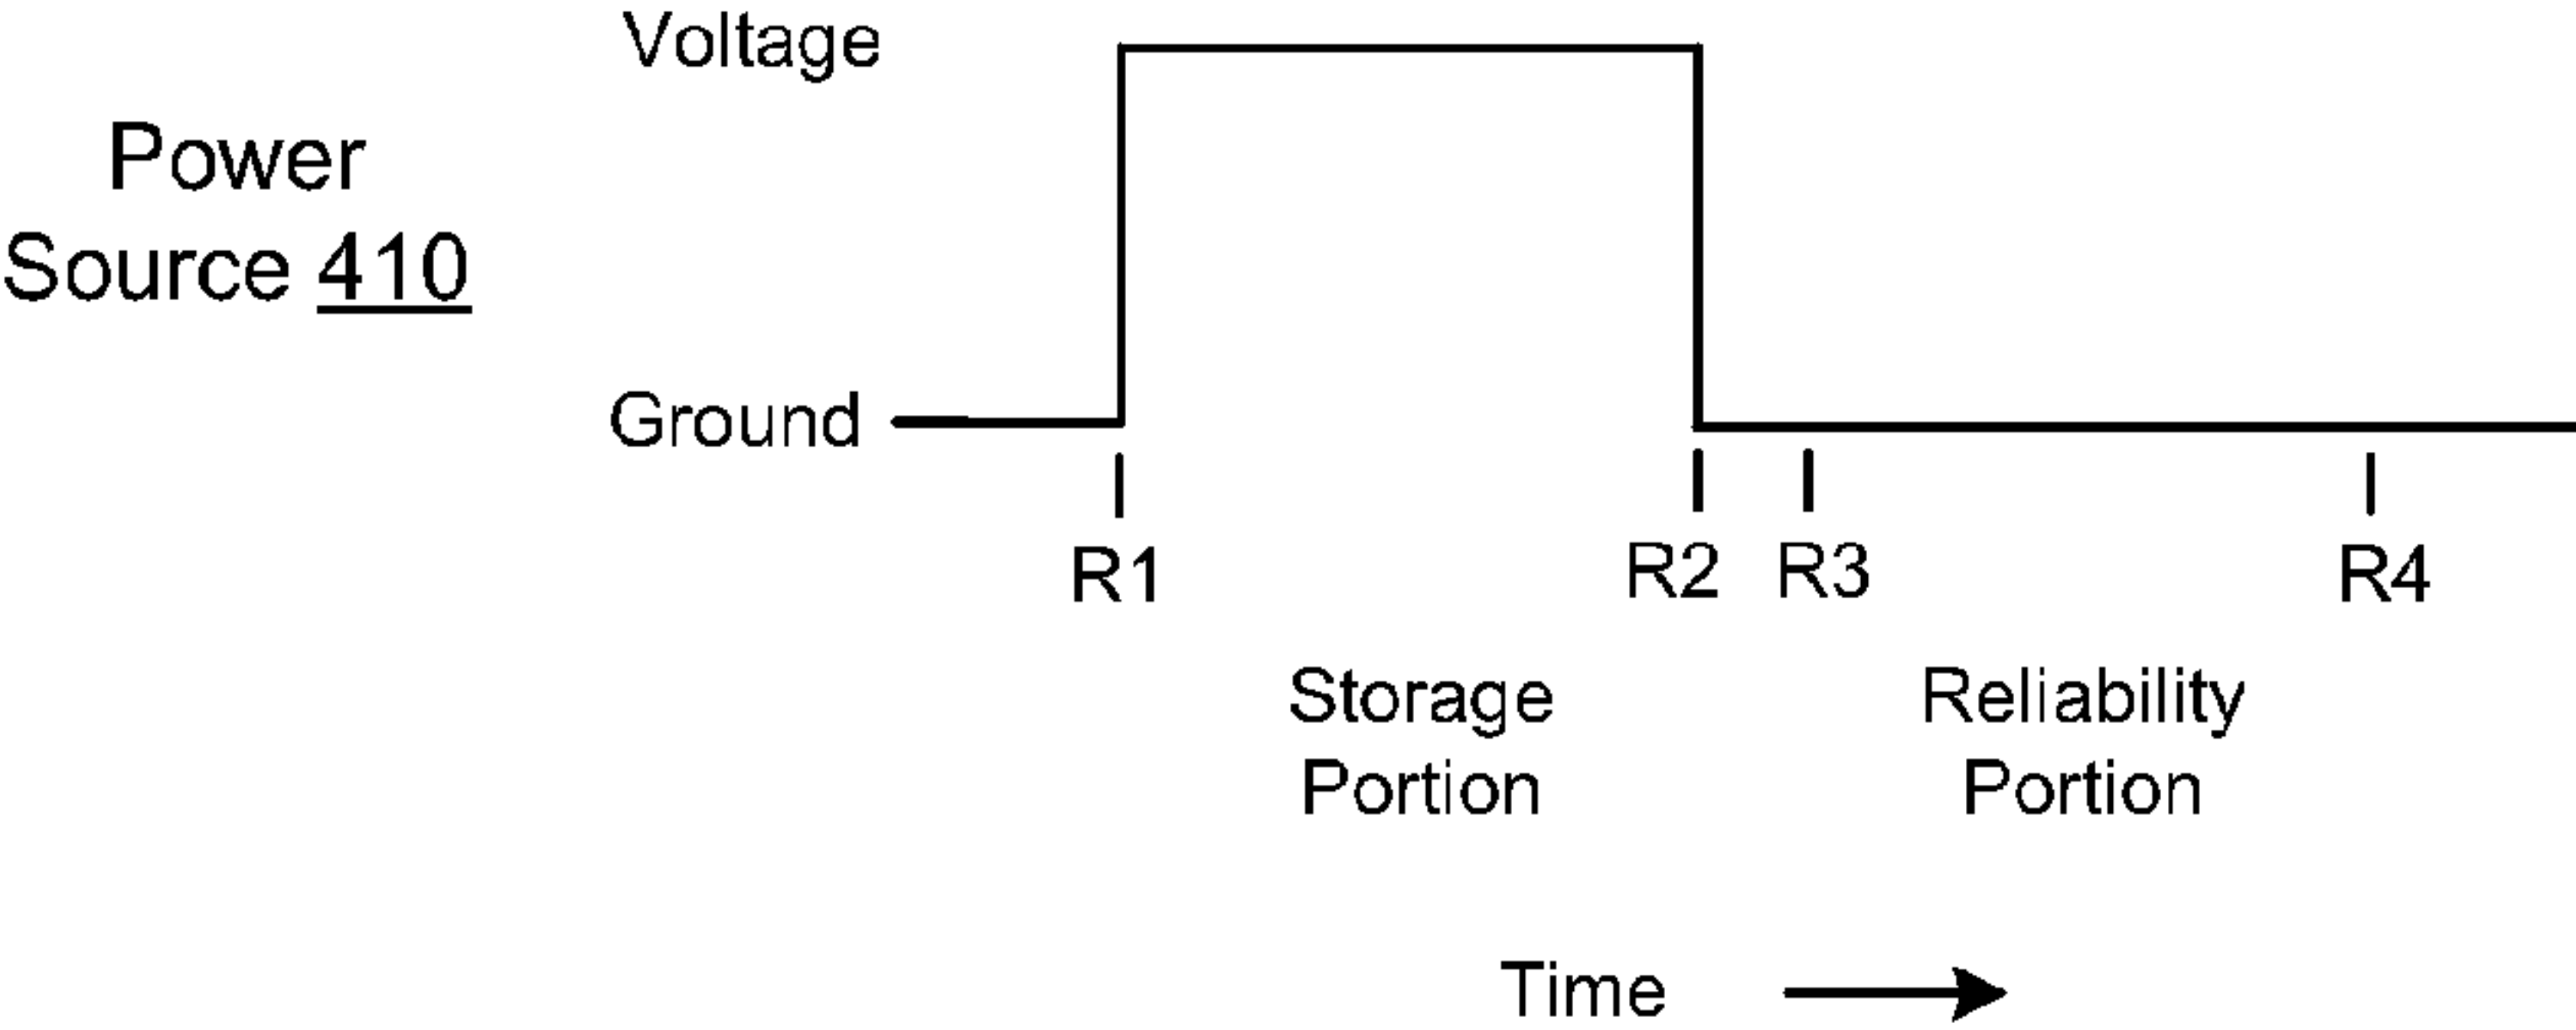 Voltage
Power
Source 410
Ground
R1
R2
R3
R4
Storage
Portion
Reliability
Portion
Time